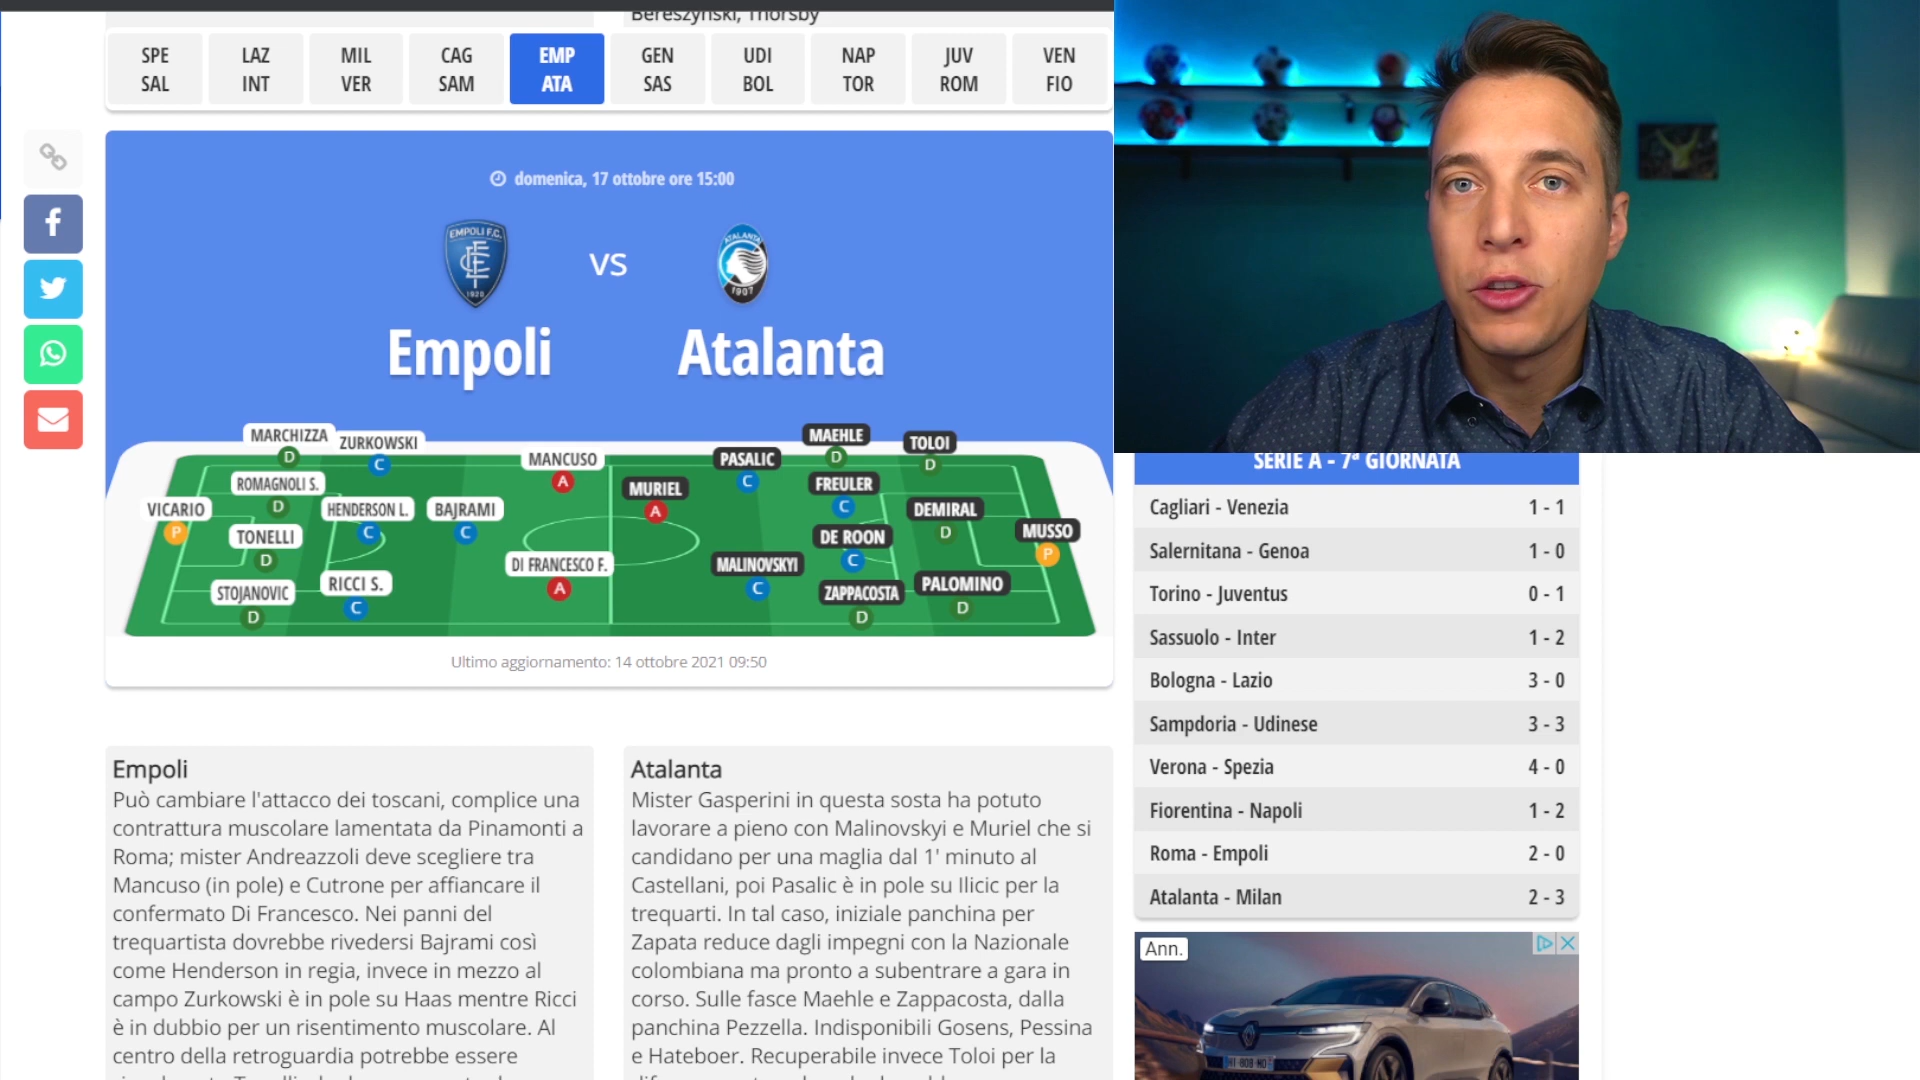 Bereszynski, Thorsby
SPE SAL
LAZ INT
MIL VER
CAG SAM
EMP ATA
GEN SAS
UDI BOL
NAP TOR
JUV ROM
VEN FIO
domenica, 17 ottobre ore 15:00
EMPOLI F.C.
1920
VS
ATALANTA
1907
Empoli
Atalanta
MARCHIZZA
D
ZURKOWSKI
C
ROMAGNOLI S.
D
VICARIO
P
HENDERSON L.
C
BAJRAMI
C
TONELLI
D
STOJANOVIC
D
RICCI S.
C
MANCUSO
A
DI FRANCESCO F.
A
MURIEL
A
PASALIC
C
MALINOVSKYI
C
MAEHLE
D
FREULER
C
DE ROON
C
ZAPPACOSTA
D
TOLOI
D
DEMIRAL
D
PALOMINO
D
MUSSO
P
Ultimo aggiornamento: 14 ottobre 2021 09:50
Empoli
Può cambiare l'attacco dei toscani, complice una
contrattura muscolare lamentata da Pinamonti a
Roma; mister Andreazzoli deve scegliere tra
Mancuso (in pole) e Cutrone per affiancare il
confermato Di Francesco. Nei panni del
trequartista dovrebbe rivedersi Bajrami così
come Henderson in regia, invece in mezzo al
campo Zurkowski è in pole su Haas mentre Ricci
è in dubbio per un risentimento muscolare. Al
centro della retroguardia potrebbe essere
Atalanta
Mister Gasperini in questa sosta ha potuto
lavorare a pieno con Malinovskyi e Muriel che si
candidano per una maglia dal 1' minuto al
Castellani, poi Pasalic è in pole su Ilicic per la
trequarti. In tal caso, iniziale panchina per
Zapata reduce dagli impegni con la Nazionale
colombiana ma pronto a subentrare a gara in
corso. Sulle fasce Maehle e Zappacosta, dalla
panchina Pezzella. Indisponibili Gosens, Pessina
e Hateboer. Recuperabile invece Toloi per la
SERIE A - 7ª GIORNATA
Cagliari - Venezia 1 - 1
Salernitana - Genoa 1 - 0
Torino - Juventus 0 - 1
Sassuolo - Inter 1 - 2
Bologna - Lazio 3 - 0
Sampdoria - Udinese 3 - 3
Verona - Spezia 4 - 0
Fiorentina - Napoli 1 - 2
Roma - Empoli 2 - 0
Atalanta - Milan 2 - 3
Ann.